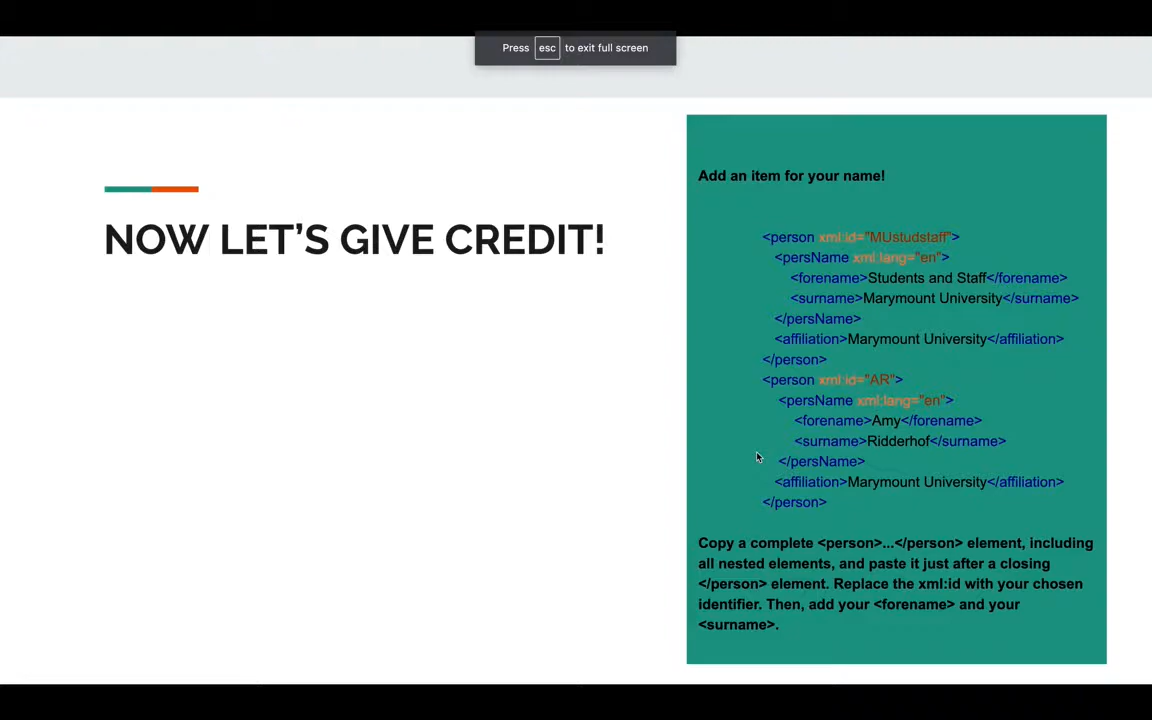 Press esc to exit full screen
NOW LET’S GIVE CREDIT!
Add an item for your name!
<person xml:id="MUstudstaff">
<persName xml:lang="en">
<forename>Students and Staff</forename>
<surname>Marymount University</surname>
</persName>
<affiliation>Marymount University</affiliation>
</person>
<person xml:id="AR">
<persName xml:lang="en">
<forename>Amy</forename>
<surname>Ridderhof</surname>
</persName>
<affiliation>Marymount University</affiliation>
</person>
Copy a complete <person>...</person> element, including
all nested elements, and paste it just after a closing
</person> element. Replace the xml:id with your chosen
identifier. Then, add your <forename> and your
<surname>.